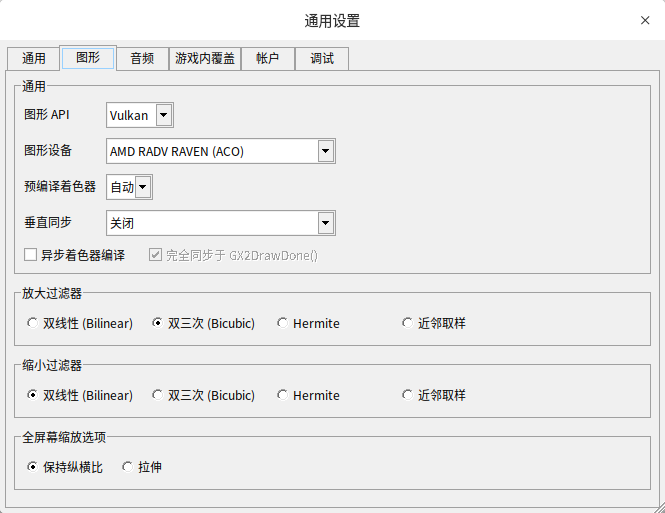 通用设置
通用 图形 音频 游戏内覆盖 帐户 调试
通用
图形 API Vulkan
图形设备 AMD RADV RAVEN (ACO)
预编译着色器 自动
垂直同步 关闭
异步着色器编译 完全同步于 GX2DrawDone()
放大过滤器
双线性 (Bilinear) 双三次 (Bicubic) Hermite 近邻取样
缩小过滤器
双线性 (Bilinear) 双三次 (Bicubic) Hermite 近邻取样
全屏幕缩放选项
保持纵横比 拉伸